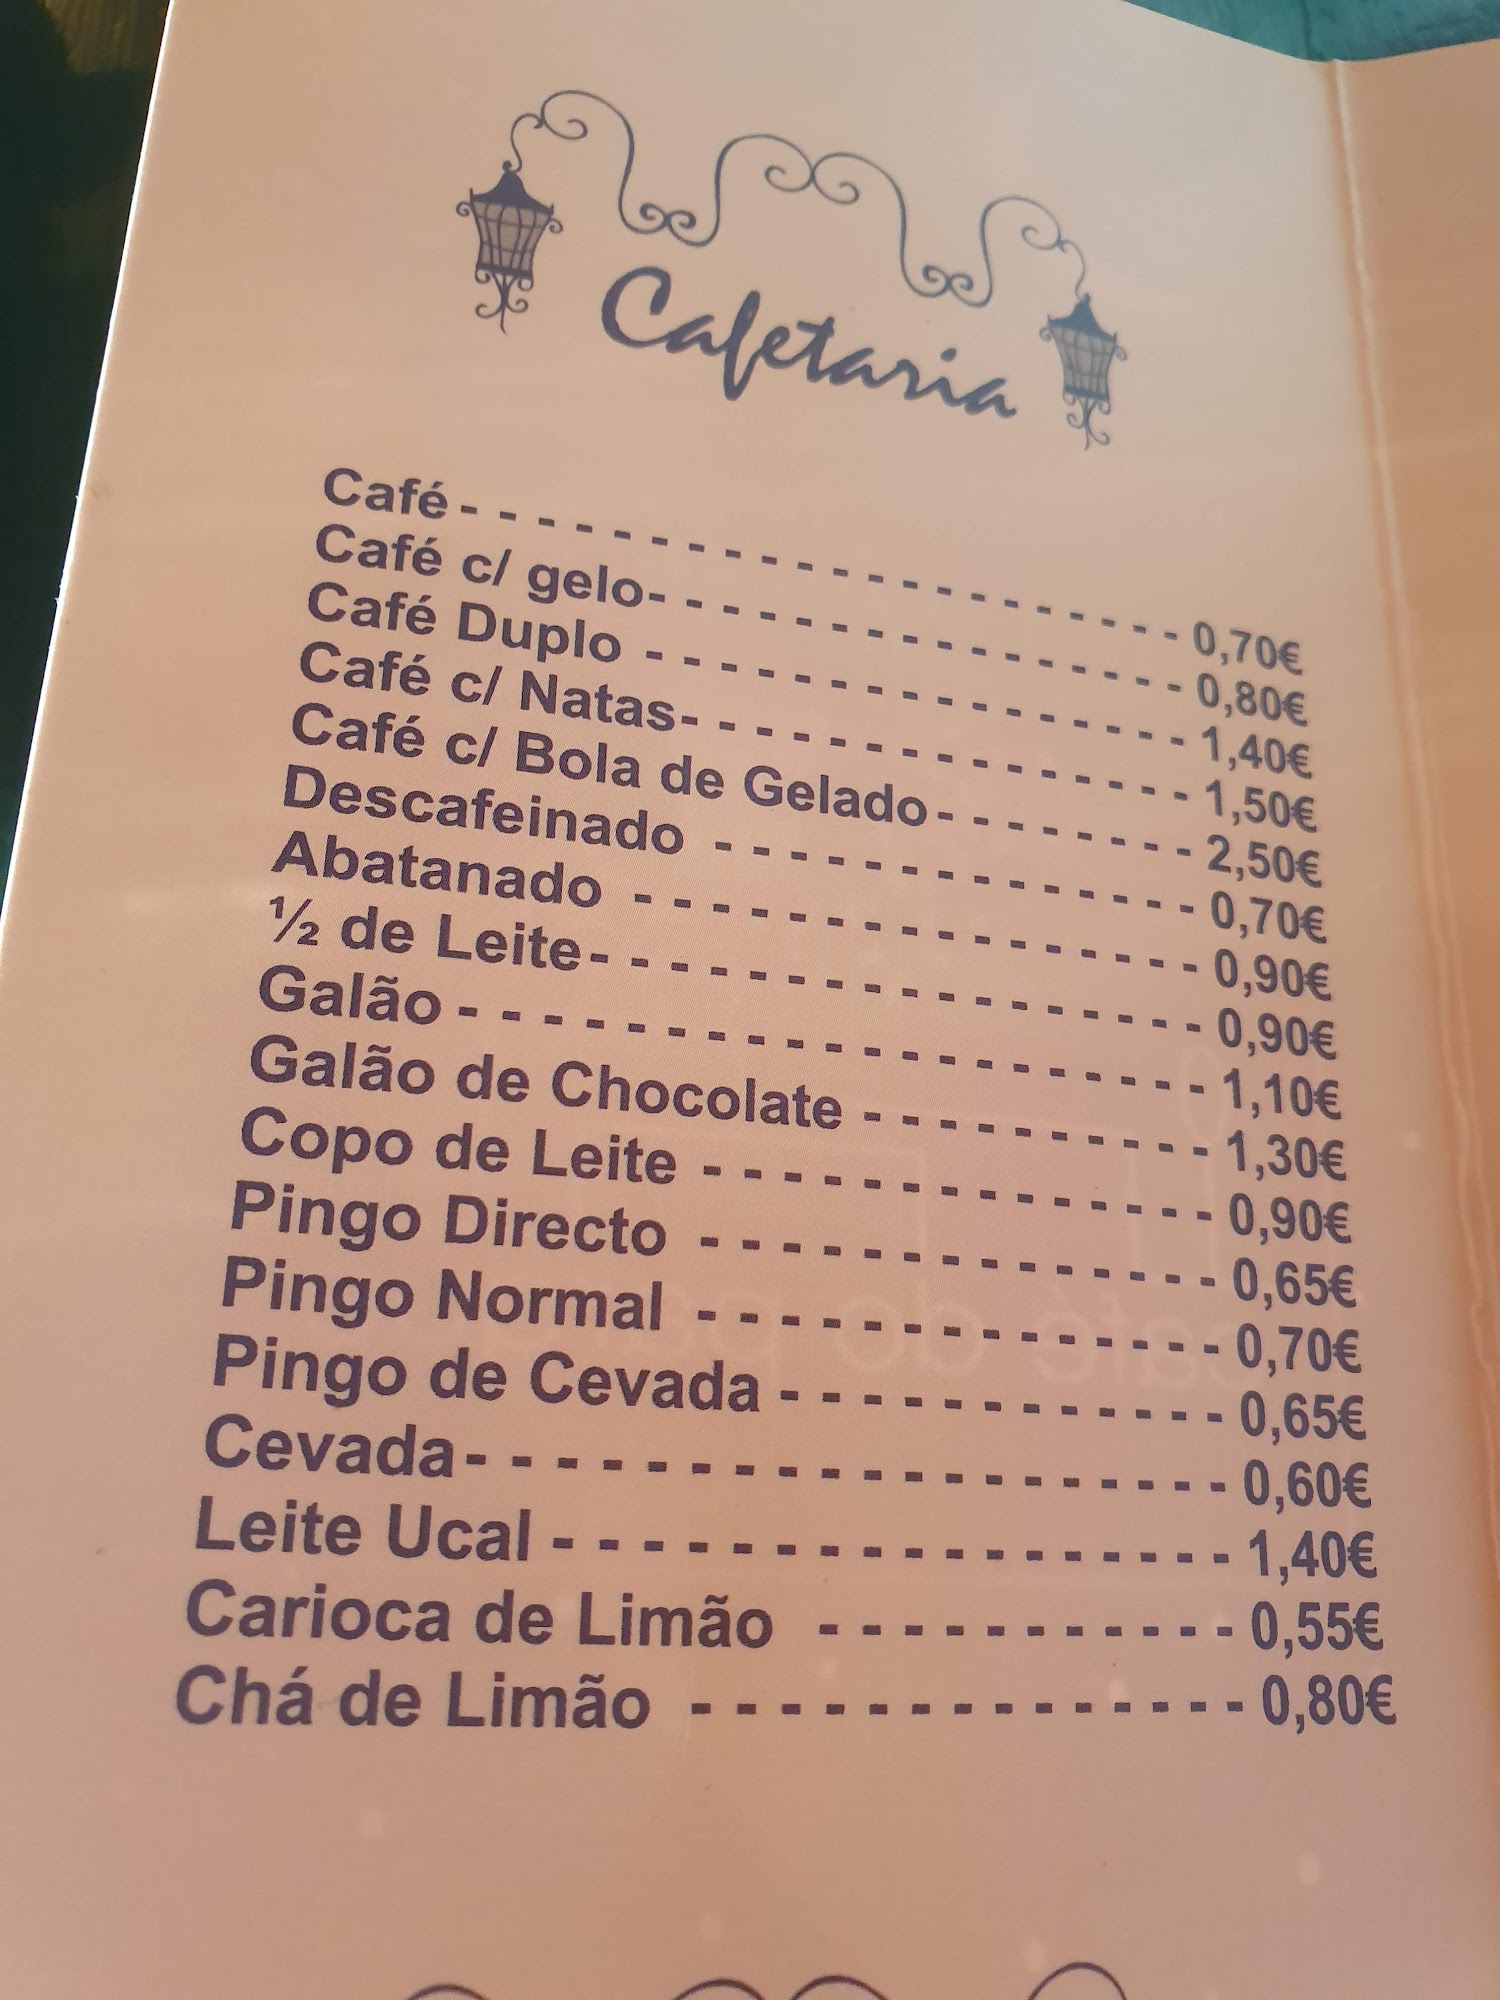 Cafetaria
Café - - - - - - - - - - - - - - - - - - - - 0,70€
Café c/ gelo- - - - - - - - - - - - - - - 0,80€
Café Duplo - - - - - - - - - - - - - - - 1,40€
Café c/ Natas- - - - - - - - - - - - - - 1,50€
Café c/ Bola de Gelado- - - - - - - 2,50€
Descafeinado - - - - - - - - - - - - - 0,70€
Abatanado - - - - - - - - - - - - - - - 0,90€
½ de Leite- - - - - - - - - - - - - - - - 0,90€
Galão - - - - - - - - - - - - - - - - - - - 1,10€
Galão de Chocolate - - - - - - - - - 1,30€
Copo de Leite - - - - - - - - - - - - - 0,90€
Pingo Directo - - - - - - - - - - - - - 0,65€
Pingo Normal - - - - - - - - - - - - - 0,70€
Pingo de Cevada - - - - - - - - - - - 0,65€
Cevada- - - - - - - - - - - - - - - - - - 0,60€
Leite Ucal - - - - - - - - - - - - - - - - 1,40€
Carioca de Limão - - - - - - - - - - - 0,55€
Chá de Limão - - - - - - - - - - - - - 0,80€